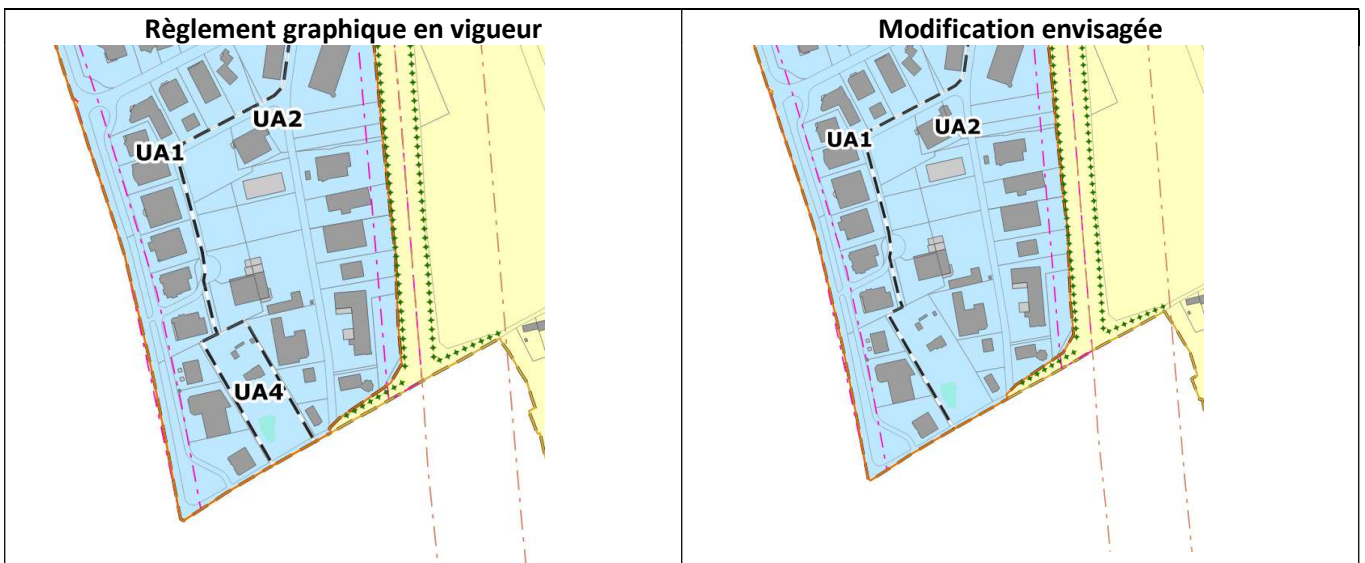 Règlement graphique en vigueur
Modification envisagée
UA2
UA1
UA4
UA2
UA1